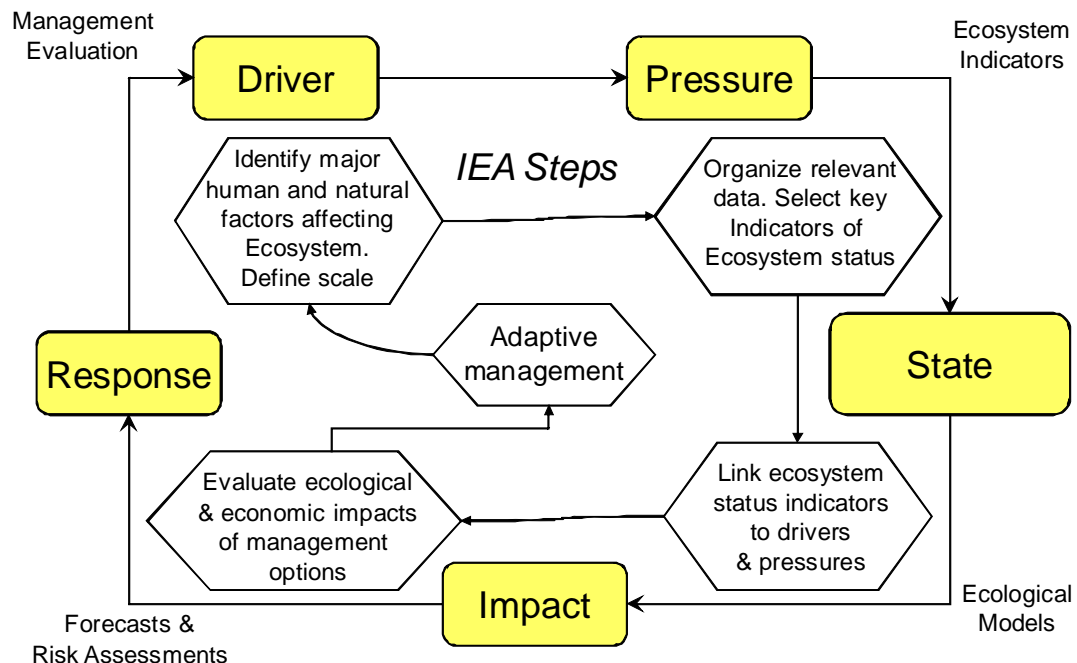 Management
Evaluation
Driver
Pressure
Ecosystem
Indicators
Identify major
human and natural
factors affecting
Ecosystem.
Define scale
IEA Steps
Organize relevant
data. Select key
Indicators of
Ecosystem status
Response
Adaptive
management
State
Evaluate ecological
& economic impacts
of management
options
Link ecosystem
status indicators
to drivers
& pressures
Impact
Forecasts &
Risk Assessments
Ecological
Models